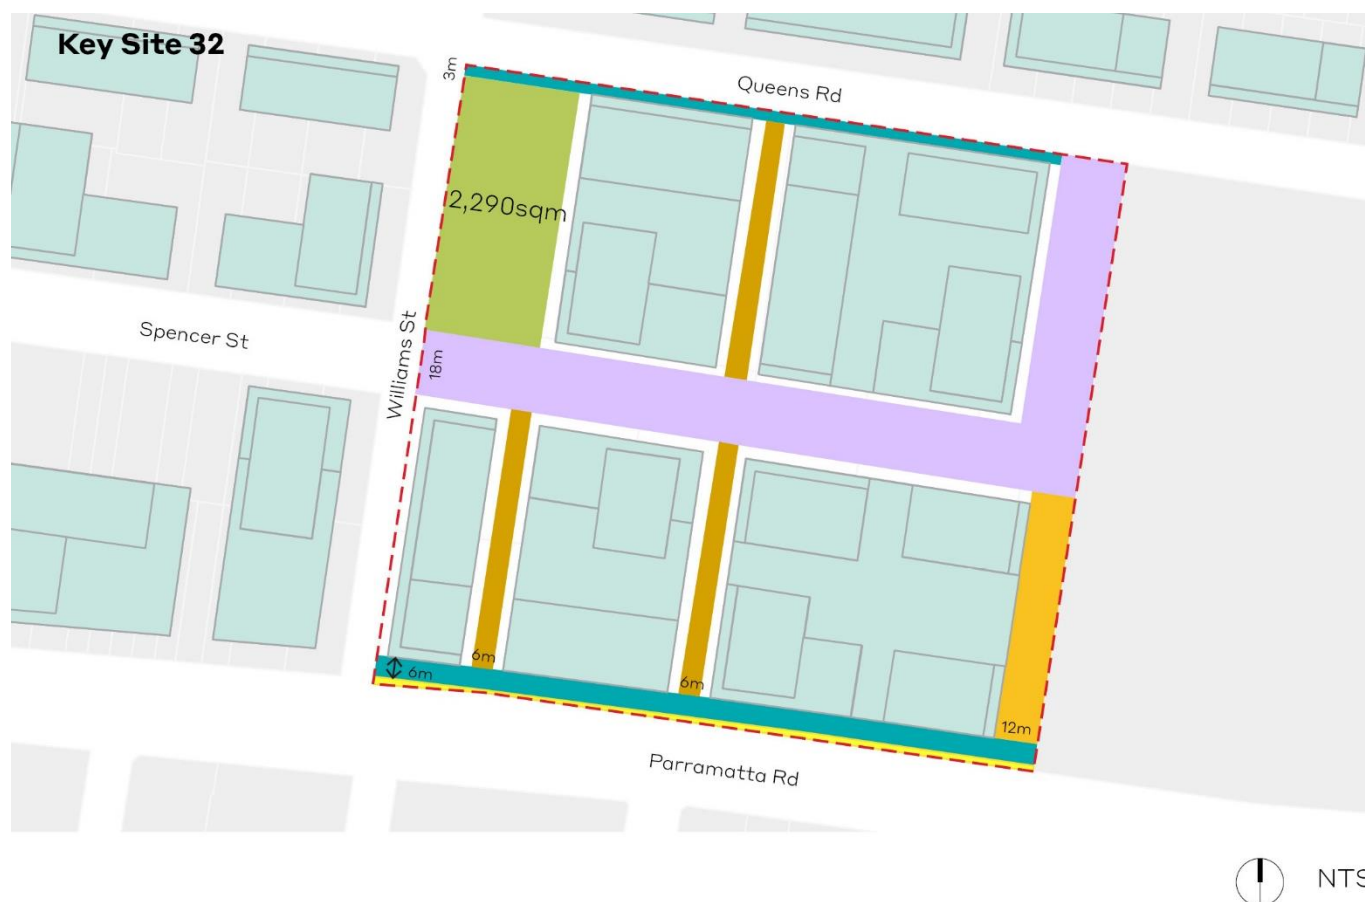 Key Site 32
3m
Queens Rd
2,290sqm
Spencer St
Williams St
18m
6m
6m
6m
12m
Parramatta Rd
NTS